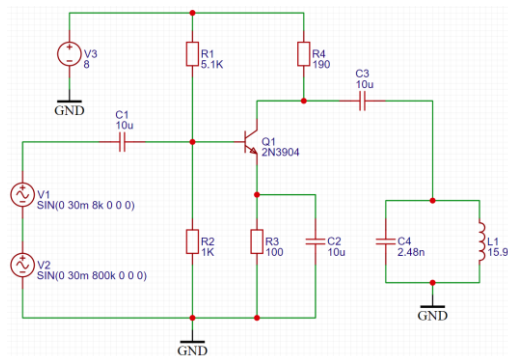 V3
8
GND
R1
5.1K
R4
190
C3
10u
C1
10u
Q1
2N3904
V1
SIN(0 30m 8k 0 0 0)
V2
SIN(0 30m 800k 0 0 0)
R2
1K
R3
100
C2
10u
C4
2.48n
L1
15.9
GND
GND